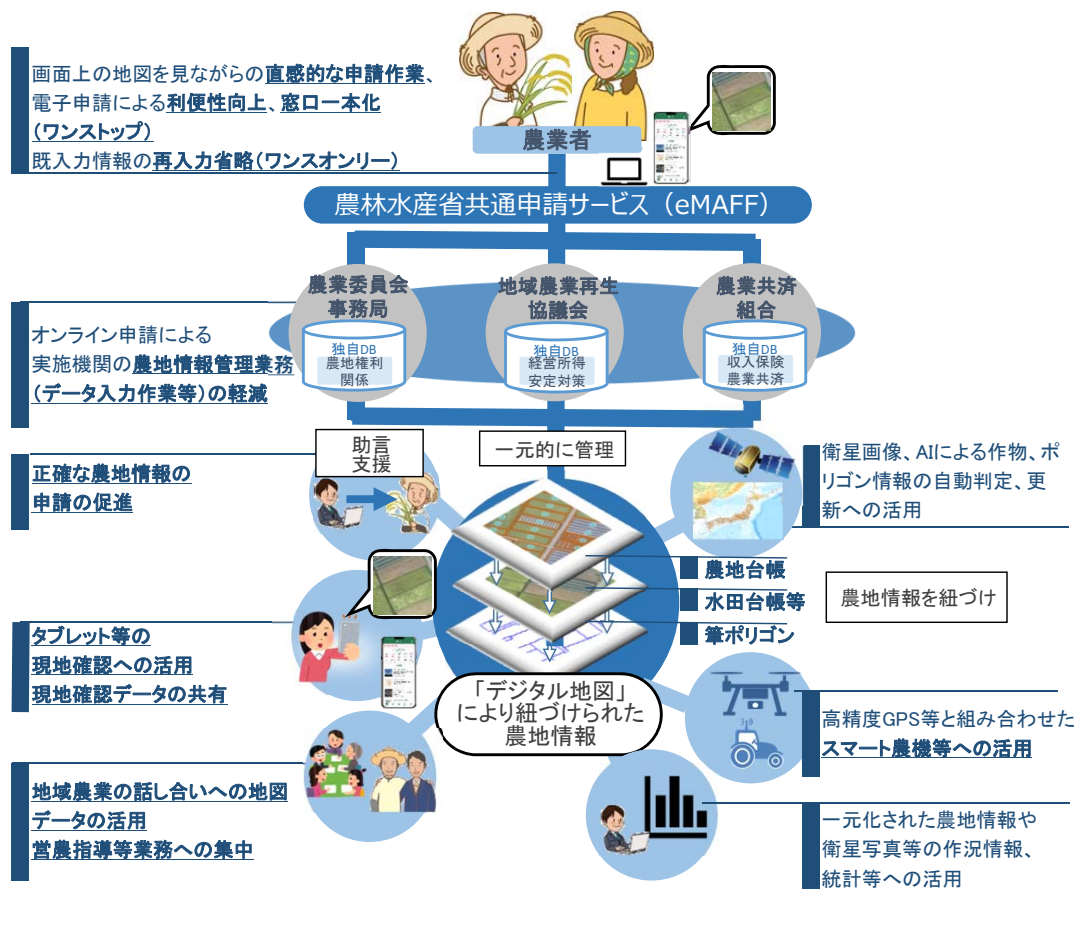 画面上の地図を見ながらの直感的な申請作業、
電子申請による利便性向上、窓口一本化
（ワンストップ）
既入力情報の再入力省略（ワンスオンリー）
農業者
農林水産省共通申請サービス（eMAFF）
農業委員会
事務局
独自DB
農地権利
関係
地域農業再生
協議会
独自DB
経営所得
安定対策
農業共済
組合
独自DB
収入保険
農業共済
オンライン申請による
実施機関の農地情報管理業務
（データ入力作業等）の軽減
助言
支援
一元的に管理
正確な農地情報の
申請の促進
衛星画像、AIによる作物、ポ
リゴン情報の自動判定、更
新への活用
農地台帳
水田台帳等
筆ポリゴン
農地情報を紐づけ
タブレット等の
現地確認への活用
現地確認データの共有
「デジタル地図」
により紐づけられた
農地情報
高精度GPS等と組み合わせた
スマート農機等への活用
地域農業の話し合いへの地図
データの活用
営農指導等業務への集中
一元化された農地情報や
衛星写真等の作況情報、
統計等への活用